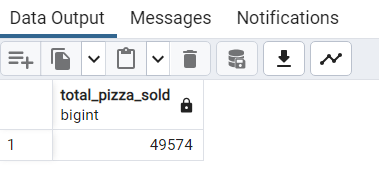 Data Output Messages Notifications
total_pizza_sold
bigint
1 49574